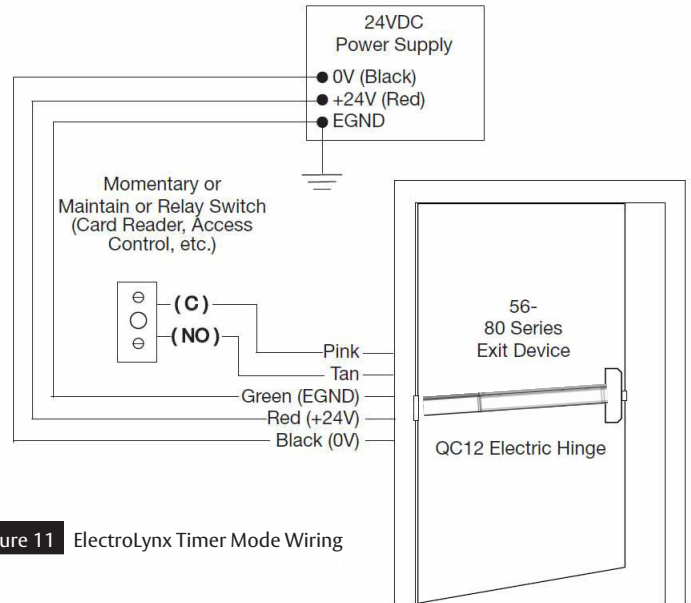 24VDC
Power Supply
0V (Black)
+24V (Red)
EGND
Momentary or
Maintain or Relay Switch
(Card Reader, Access
Control, etc.)
(C)
(NO)
Pink
Tan
Green (EGND)
Red (+24V)
Black (0V)
56-
80 Series
Exit Device
QC12 Electric Hinge
ure 11 ElectroLynx Timer Mode Wiring